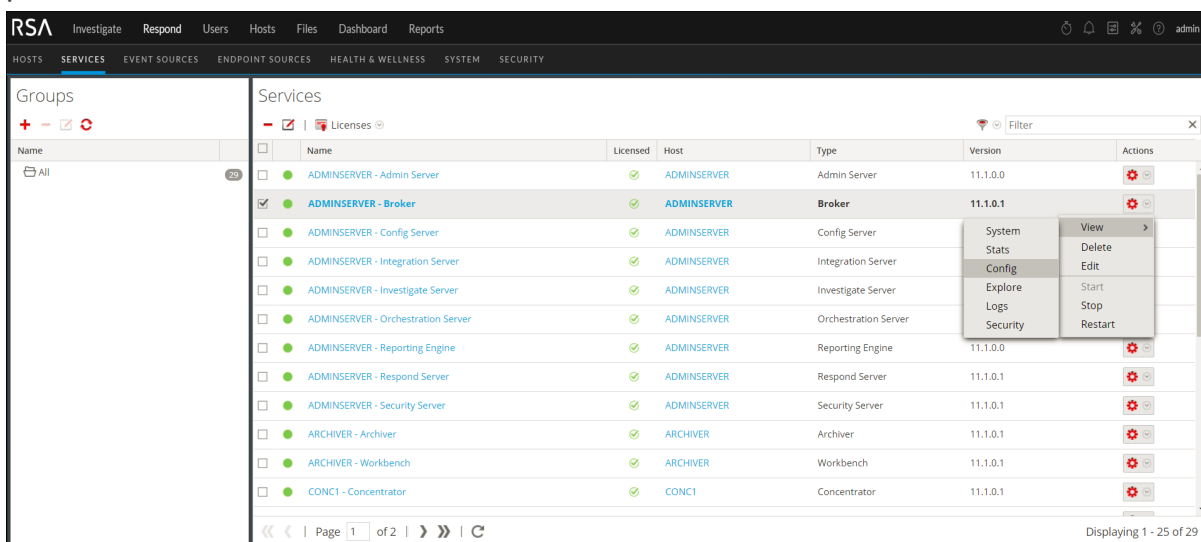 RSA Investigate Respond Users Hosts Files Dashboard Reports admin
HOSTS SERVICES EVENT SOURCES ENDPOINT SOURCES HEALTH & WELLNESS SYSTEM SECURITY
Groups
Name
All 29
Services
Licenses Filter
Name Licensed Host Type Version Actions
ADMINSERVER - Admin Server ADMINSERVER Admin Server 11.1.0.0
ADMINSERVER - Broker ADMINSERVER Broker 11.1.0.1
ADMINSERVER - Config Server ADMINSERVER Config Server
ADMINSERVER - Integration Server ADMINSERVER Integration Server
ADMINSERVER - Investigate Server ADMINSERVER Investigate Server
ADMINSERVER - Orchestration Server ADMINSERVER Orchestration Server
ADMINSERVER - Reporting Engine ADMINSERVER Reporting Engine 11.1.0.0
ADMINSERVER - Respond Server ADMINSERVER Respond Server 11.1.0.1
ADMINSERVER - Security Server ADMINSERVER Security Server 11.1.0.1
ARCHIVER - Archiver ARCHIVER Archiver 11.1.0.1
ARCHIVER - Workbench ARCHIVER Workbench 11.1.0.1
CONC1 - Concentrator CONC1 Concentrator 11.1.0.1
System
Stats
Config
Explore
Logs
Security
View
Delete
Edit
Start
Stop
Restart
Page 1 of 2 Displaying 1 - 25 of 29